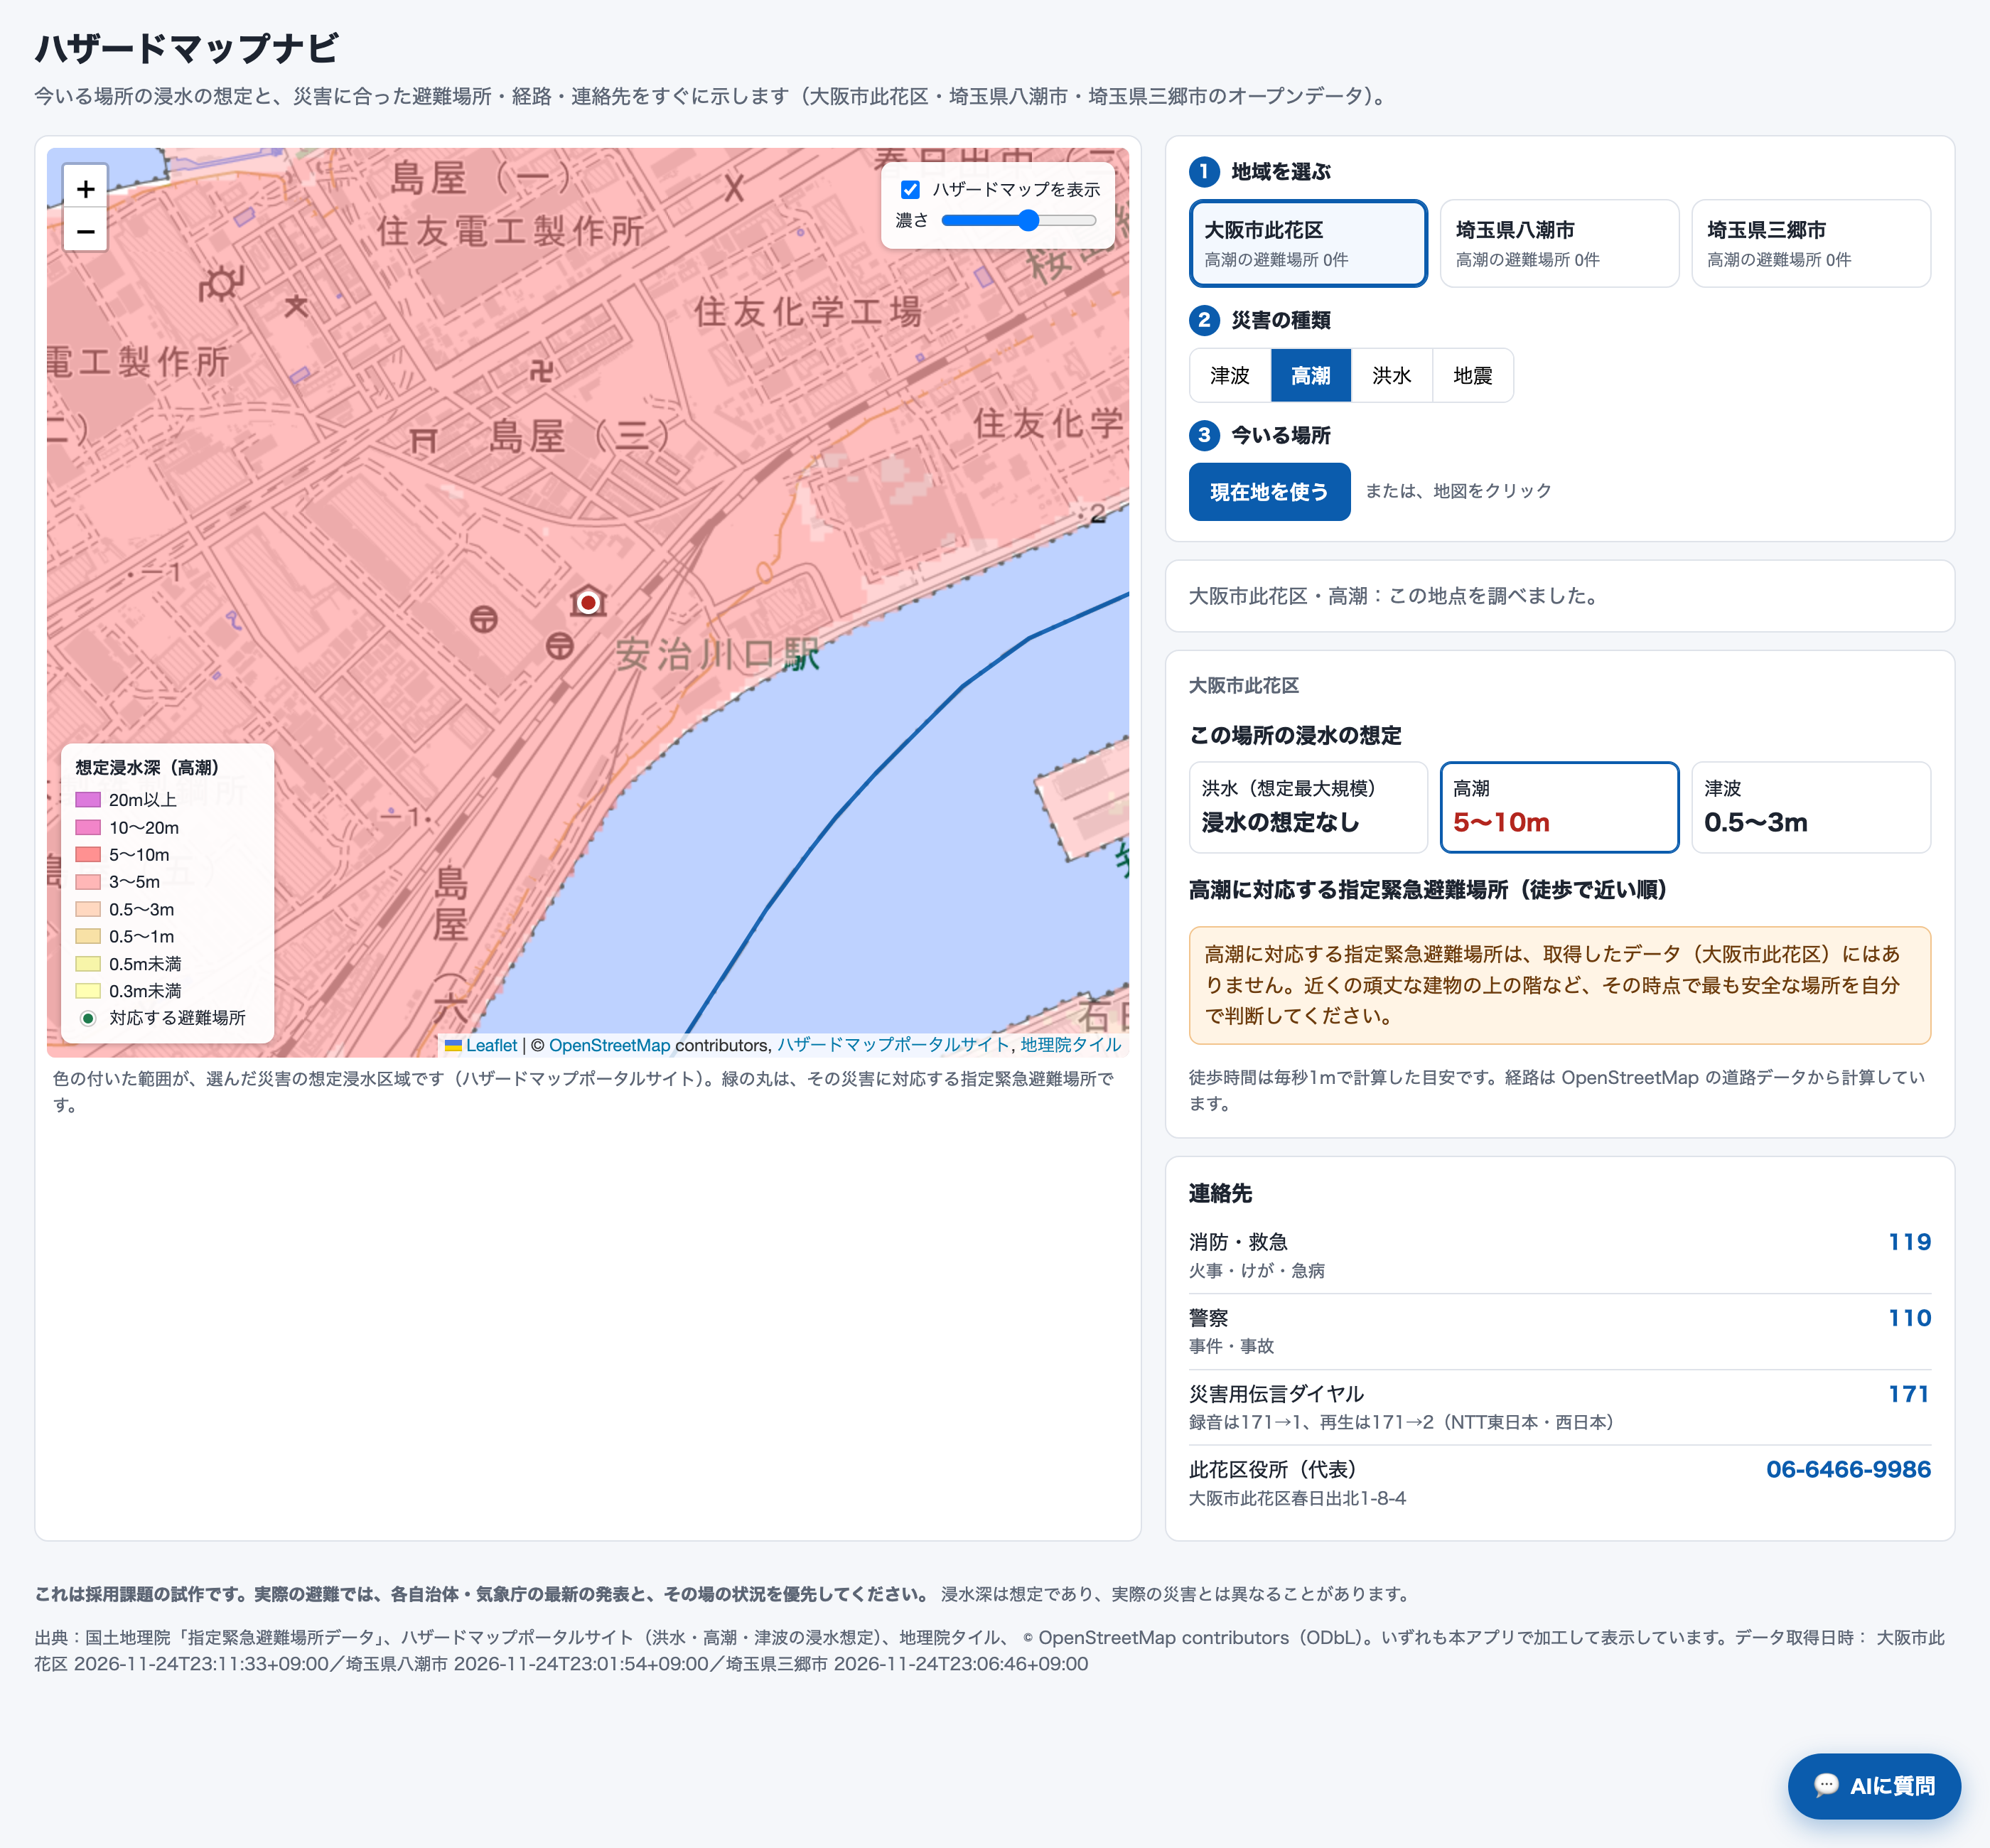 ハザードマップナビ
今いる場所の浸水の想定と、災害に合った避難場所・経路・連絡先をすぐに示します（大阪市此花区・埼玉県八潮市・埼玉県三郷市のオープンデータ）。
+
−
島屋（一）
住友電工製作所
ハザードマップを表示
濃さ
住友化学工場
電工製作所
島屋（三）
住友化学
・2
・−1
安治川口駅
−1・
島屋（六
石田
想定浸水深（高潮）
20m以上
10〜20m
5〜10m
3〜5m
0.5〜3m
0.5〜1m
0.5m未満
0.3m未満
対応する避難場所
Leaflet | © OpenStreetMap contributors, ハザードマップポータルサイト, 地理院タイル
色の付いた範囲が、選んだ災害の想定浸水区域です（ハザードマップポータルサイト）。緑の丸は、その災害に対応する指定緊急避難場所で
す。
1 地域を選ぶ
大阪市此花区
高潮の避難場所 0件
埼玉県八潮市
高潮の避難場所 0件
埼玉県三郷市
高潮の避難場所 0件
2 災害の種類
津波 高潮 洪水 地震
3 今いる場所
現在地を使う または、地図をクリック
大阪市此花区・高潮：この地点を調べました。
大阪市此花区
この場所の浸水の想定
洪水（想定最大規模）
浸水の想定なし
高潮
5〜10m
津波
0.5〜3m
高潮に対応する指定緊急避難場所（徒歩で近い順）
高潮に対応する指定緊急避難場所は、取得したデータ（大阪市此花区）にはあ
りません。近くの頑丈な建物の上の階など、その時点で最も安全な場所を自分
で判断してください。
徒歩時間は毎秒1mで計算した目安です。経路は OpenStreetMap の道路データから計算してい
ます。
連絡先
消防・救急 119
火事・けが・急病
警察 110
事件・事故
災害用伝言ダイヤル 171
録音は171→1、再生は171→2（NTT東日本・西日本）
此花区役所（代表） 06-6466-9986
大阪市此花区春日出北1-8-4
これは採用課題の試作です。実際の避難では、各自治体・気象庁の最新の発表と、その場の状況を優先してください。 浸水深は想定であり、実際の災害とは異なることがあります。
出典：国土地理院「指定緊急避難場所データ」、ハザードマップポータルサイト（洪水・高潮・津波の浸水想定）、地理院タイル、 © OpenStreetMap contributors（ODbL）。いずれも本アプリで加工して表示しています。データ取得日時： 大阪市此
花区 2026-11-24T23:11:33+09:00／埼玉県八潮市 2026-11-24T23:01:54+09:00／埼玉県三郷市 2026-11-24T23:06:46+09:00
AIに質問